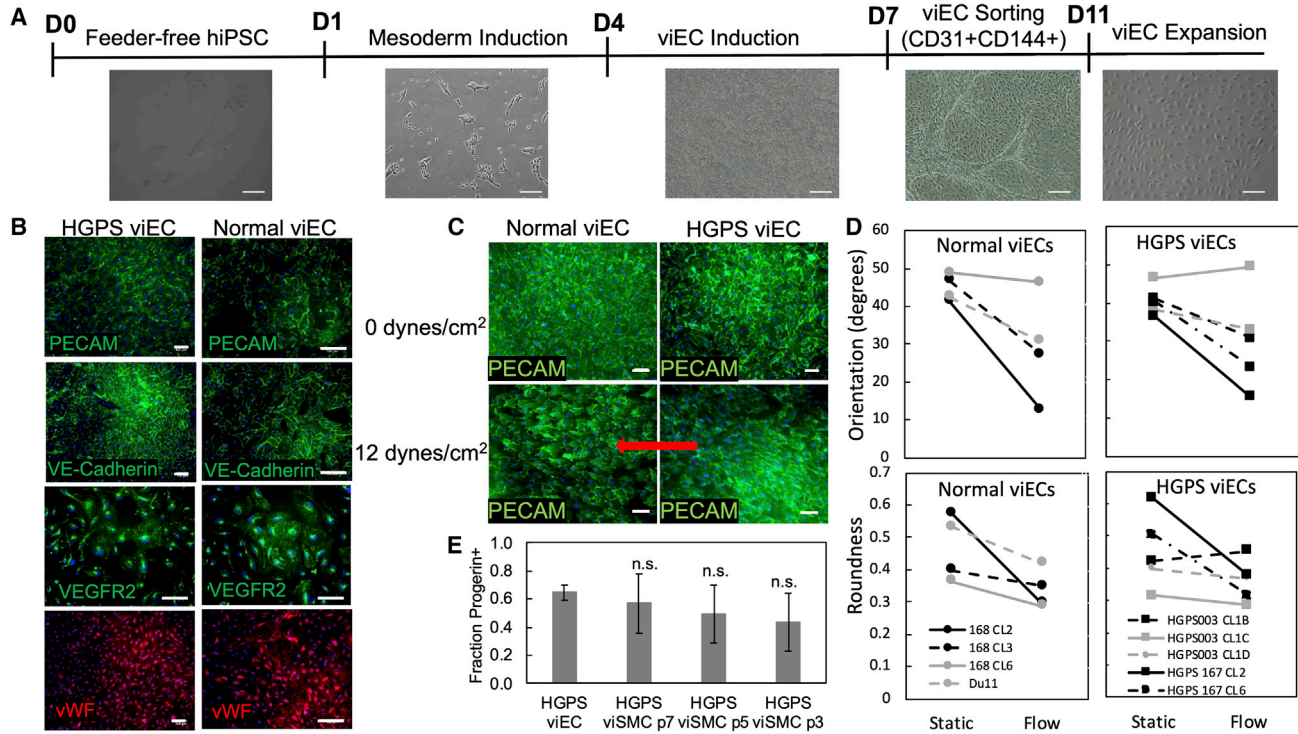 A
D0
D1
D4
D7
D11
Feeder-free hiPSC
Mesoderm Induction
viEC Induction
viEC Sorting
(CD31+CD144+)
viEC Expansion
B
HGPS viEC
Normal viEC
PECAM
PECAM
VE-Cadherin
VE-Cadherin
VEGFR2
VEGFR2
vWF
vWF
C
Normal viEC
HGPS viEC
0 dynes/cm2
PECAM
PECAM
12 dynes/cm2
PECAM
PECAM
D
Orientation (degrees)
60
50
40
30
20
10
0
Normal viECs
HGPS viECs
Roundness
0.7
0.6
0.5
0.4
0.3
0.2
0.1
0
Normal viECs
168 CL2
168 CL3
168 CL6
Du11
Static
Flow
HGPS viECs
HGPS003 CL1B
HGPS003 CL1C
HGPS003 CL1D
HGPS 167 CL2
HGPS 167 CL6
Static
Flow
E
Fraction Progerin+
1.0
0.8
0.6
0.4
0.2
0.0
n.s.
n.s.
n.s.
HGPS HGPS HGPS HGPS
viEC viSMC p7 viSMC p5 viSMC p3